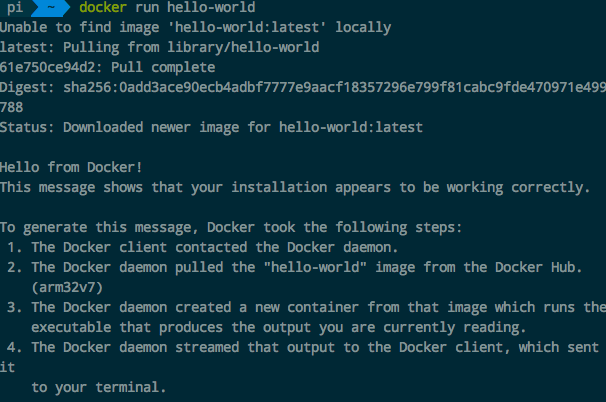 pi ~ docker run hello-world
Unable to find image 'hello-world:latest' locally
latest: Pulling from library/hello-world
61e750ce94d2: Pull complete
Digest: sha256:0add3ace90ecb4adbf7777e9aacf18357296e799f81cabc9fde470971e499
788
Status: Downloaded newer image for hello-world:latest
Hello from Docker!
This message shows that your installation appears to be working correctly.
To generate this message, Docker took the following steps:
1. The Docker client contacted the Docker daemon.
2. The Docker daemon pulled the "hello-world" image from the Docker Hub.
(arm32v7)
3. The Docker daemon created a new container from that image which runs the
executable that produces the output you are currently reading.
4. The Docker daemon streamed that output to the Docker client, which sent
it
to your terminal.